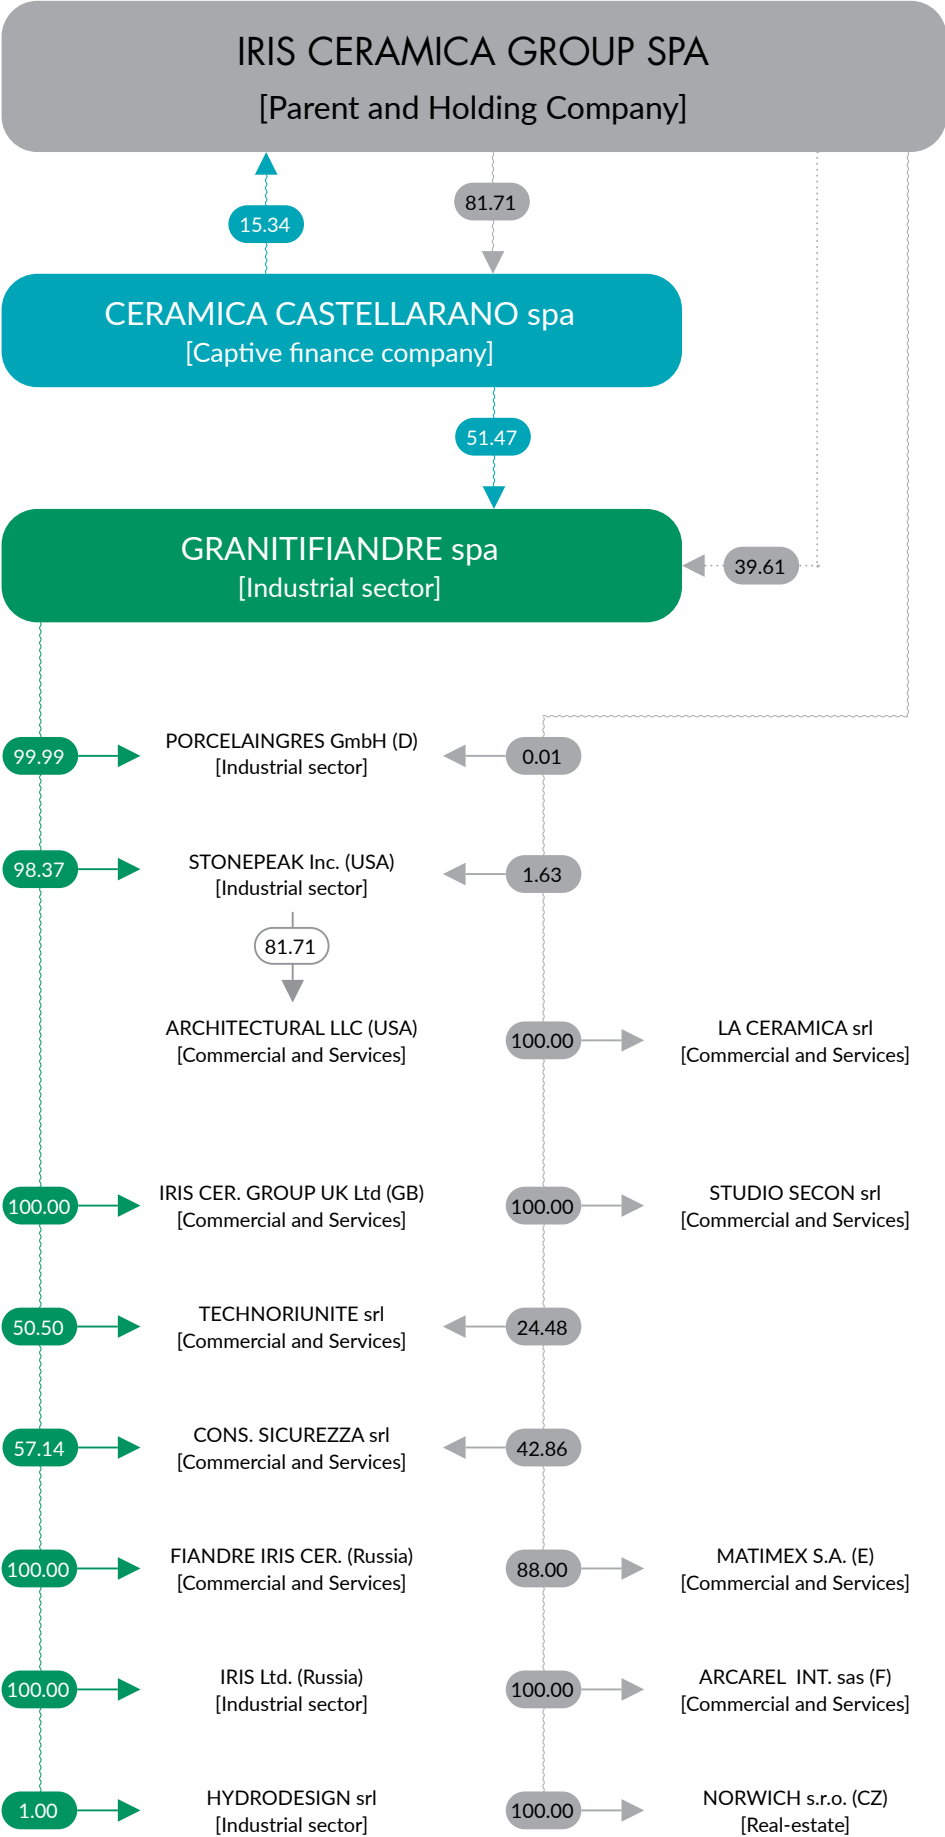 IRIS CERAMICA GROUP SPA
[Parent and Holding Company]
15.34
81.71
CERAMICA CASTELLARANO spa
[Captive finance company]
51.47
GRANITIFIANDRE spa
[Industrial sector]
39.61
99.99
PORCELAINGRES GmbH (D)
[Industrial sector]
0.01
98.37
STONEPEAK Inc. (USA)
[Industrial sector]
1.63
81.71
ARCHITECTURAL LLC (USA)
[Commercial and Services]
100.00
LA CERAMICA srl
[Commercial and Services]
100.00
IRIS CER. GROUP UK Ltd (GB)
[Commercial and Services]
100.00
STUDIO SECON srl
[Commercial and Services]
50.50
TECHNORIUNITE srl
[Commercial and Services]
24.48
57.14
CONS. SICUREZZA srl
[Commercial and Services]
42.86
100.00
FIANDRE IRIS CER. (Russia)
[Commercial and Services]
88.00
MATIMEX S.A. (E)
[Commercial and Services]
100.00
IRIS Ltd. (Russia)
[Industrial sector]
100.00
ARCAREL  INT. sas (F)
[Commercial and Services]
1.00
HYDRODESIGN srl
[Industrial sector]
100.00
NORWICH s.r.o. (CZ)
[Real-estate]